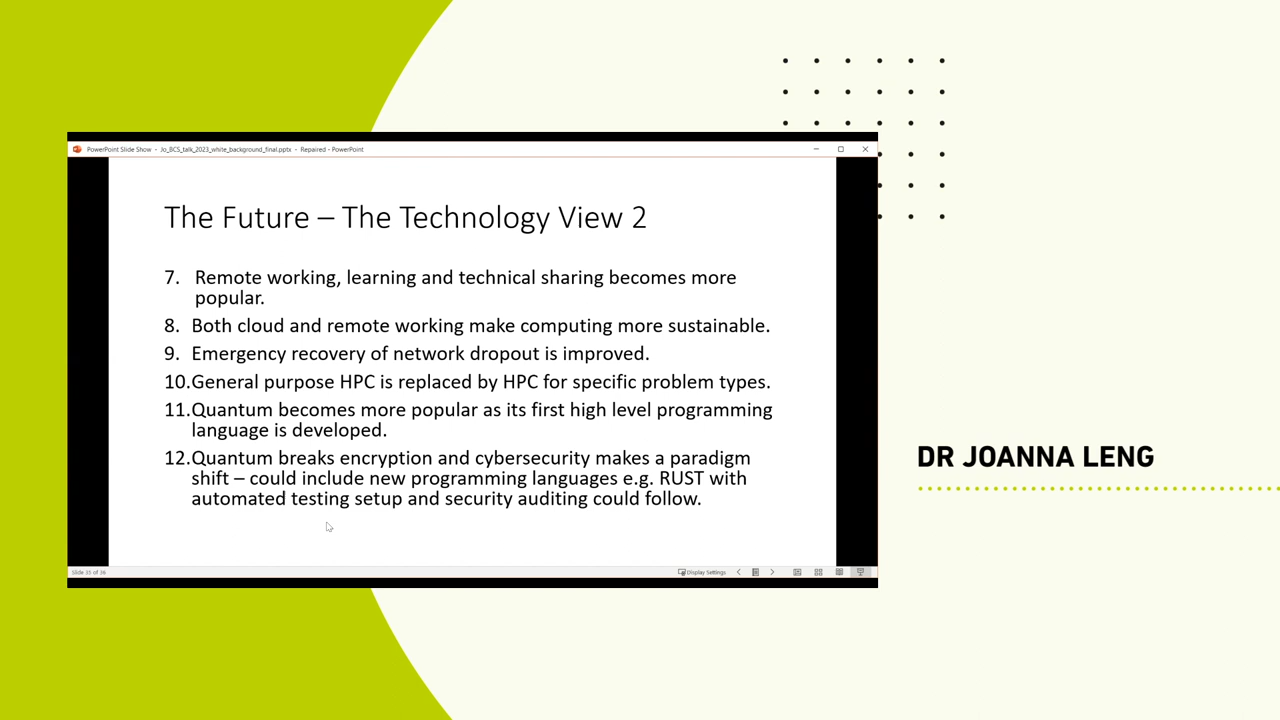 PowerPoint Slide Show - Jo_BCS_talk_2023_white_background_final.pptx - Repaired - PowerPoint
The Future – The Technology View 2
7. Remote working, learning and technical sharing becomes more
popular.
8. Both cloud and remote working make computing more sustainable.
9. Emergency recovery of network dropout is improved.
10.General purpose HPC is replaced by HPC for specific problem types.
11.Quantum becomes more popular as its first high level programming
language is developed.
12.Quantum breaks encryption and cybersecurity makes a paradigm
shift – could include new programming languages e.g. RUST with
automated testing setup and security auditing could follow.
Slide 35 of 36
Display Settings
DR JOANNA LENG